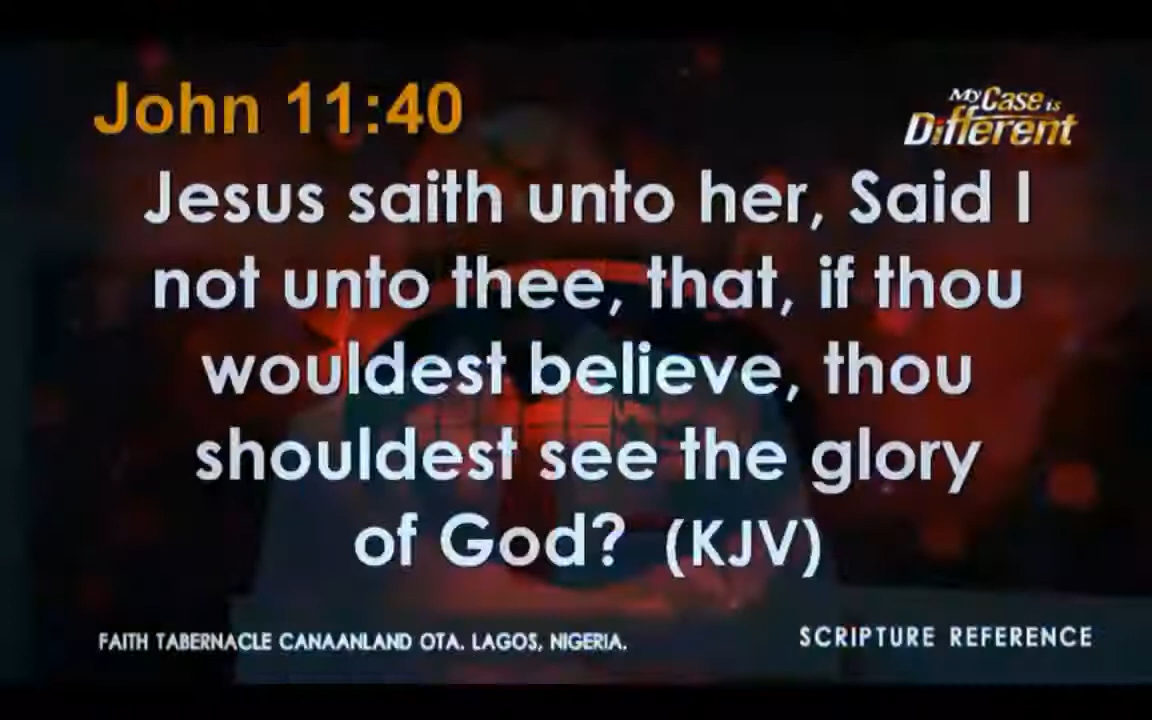 John 11:40
My Case is
Different
Jesus saith unto her, Said I
not unto thee, that, if thou
wouldest believe, thou
shouldest see the glory
of God? (KJV)
FAITH TABERNACLE CANAANLAND OTA. LAGOS, NIGERIA.
SCRIPTURE REFERENCE